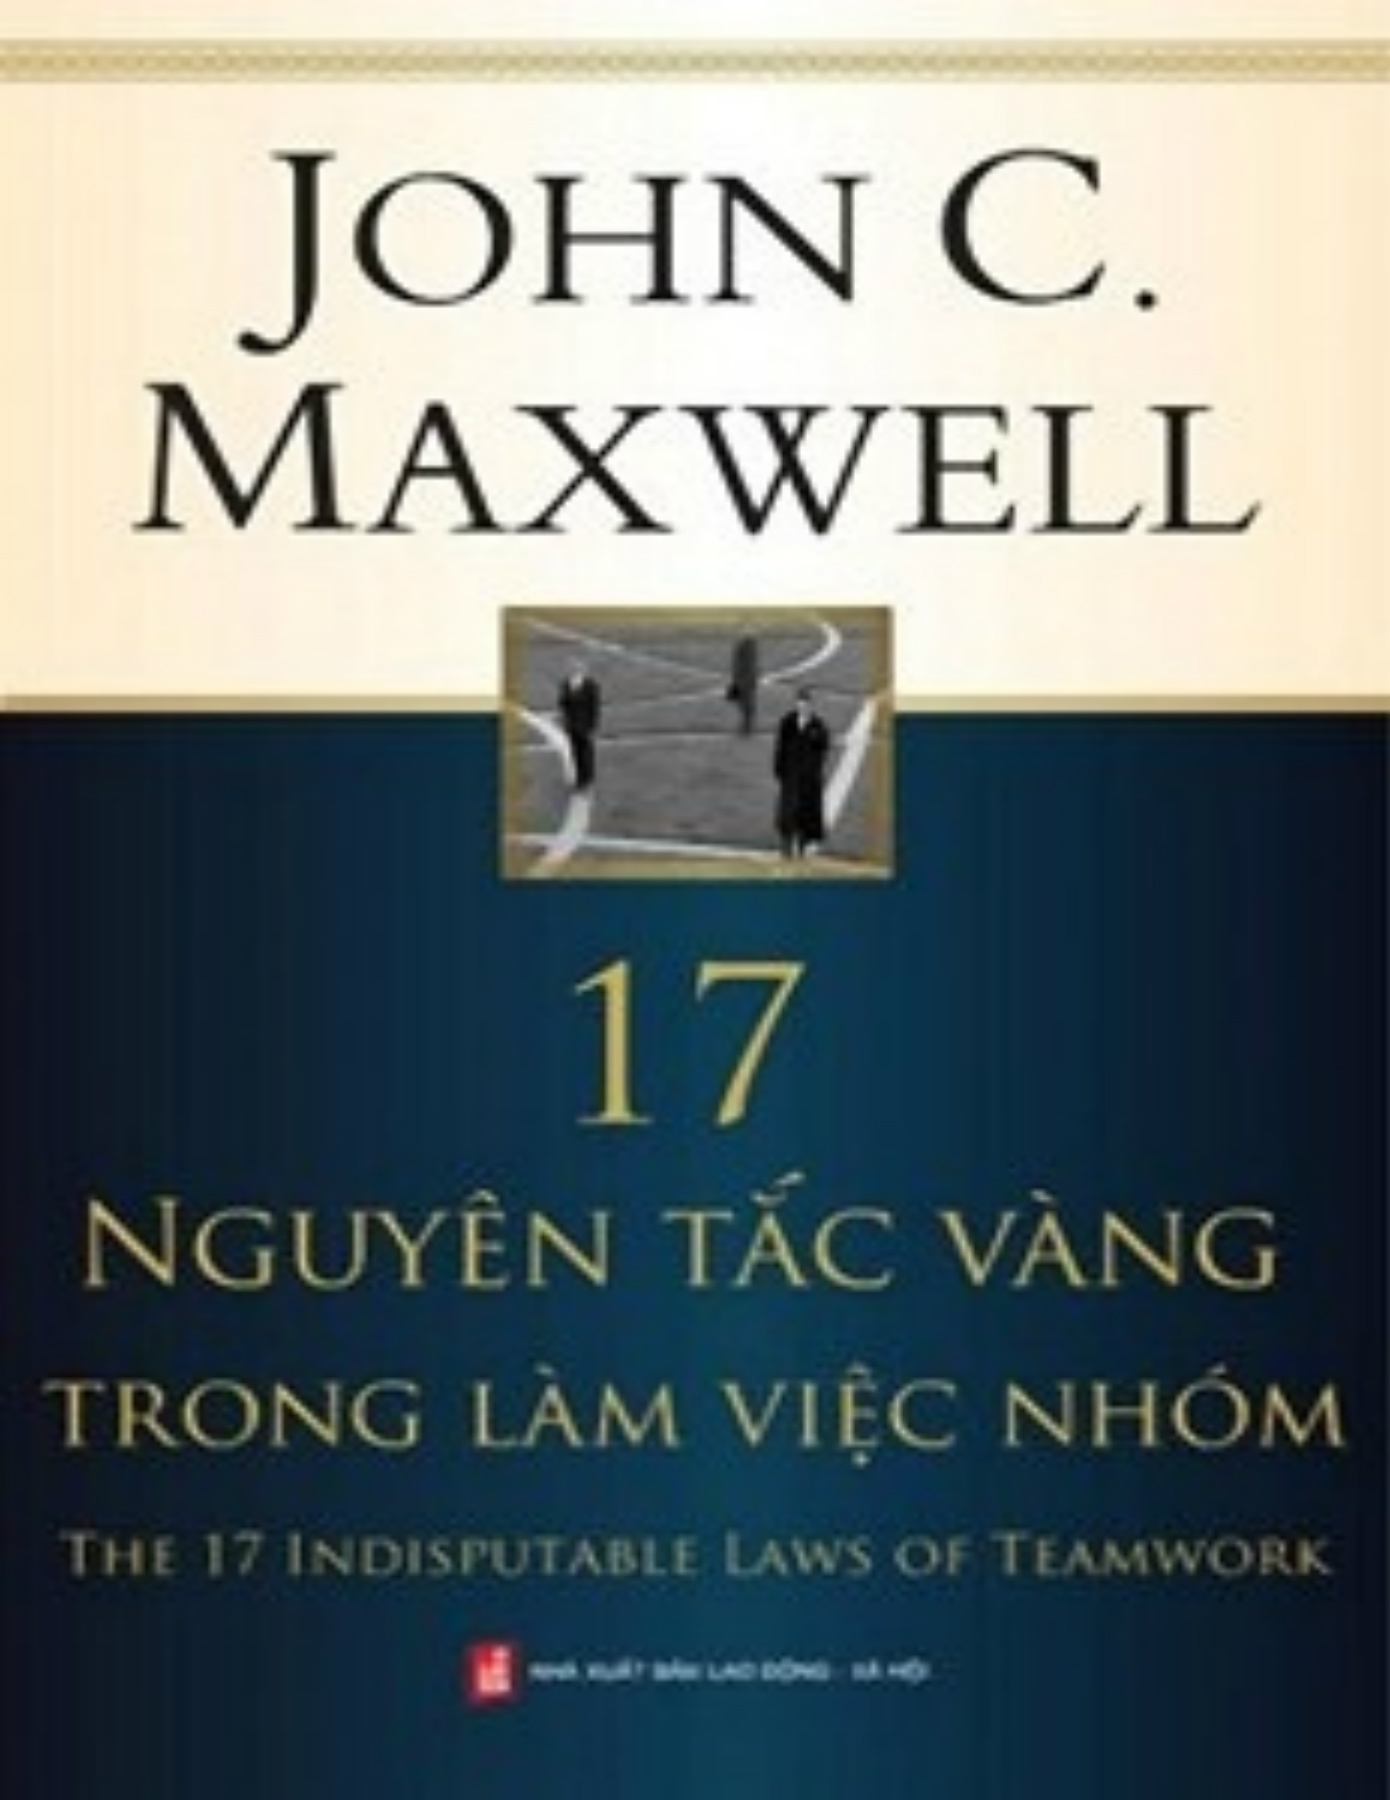 JOHN C.
MAXWELL
17
NGUYÊN TẮC VÀNG
TRONG LÀM VIỆC NHÓM
THE 17 INDISPUTABLE LAWS OF TEAMWORK
NHÀ XUẤT BẢN LAO ĐỘNG - XÃ HỘI